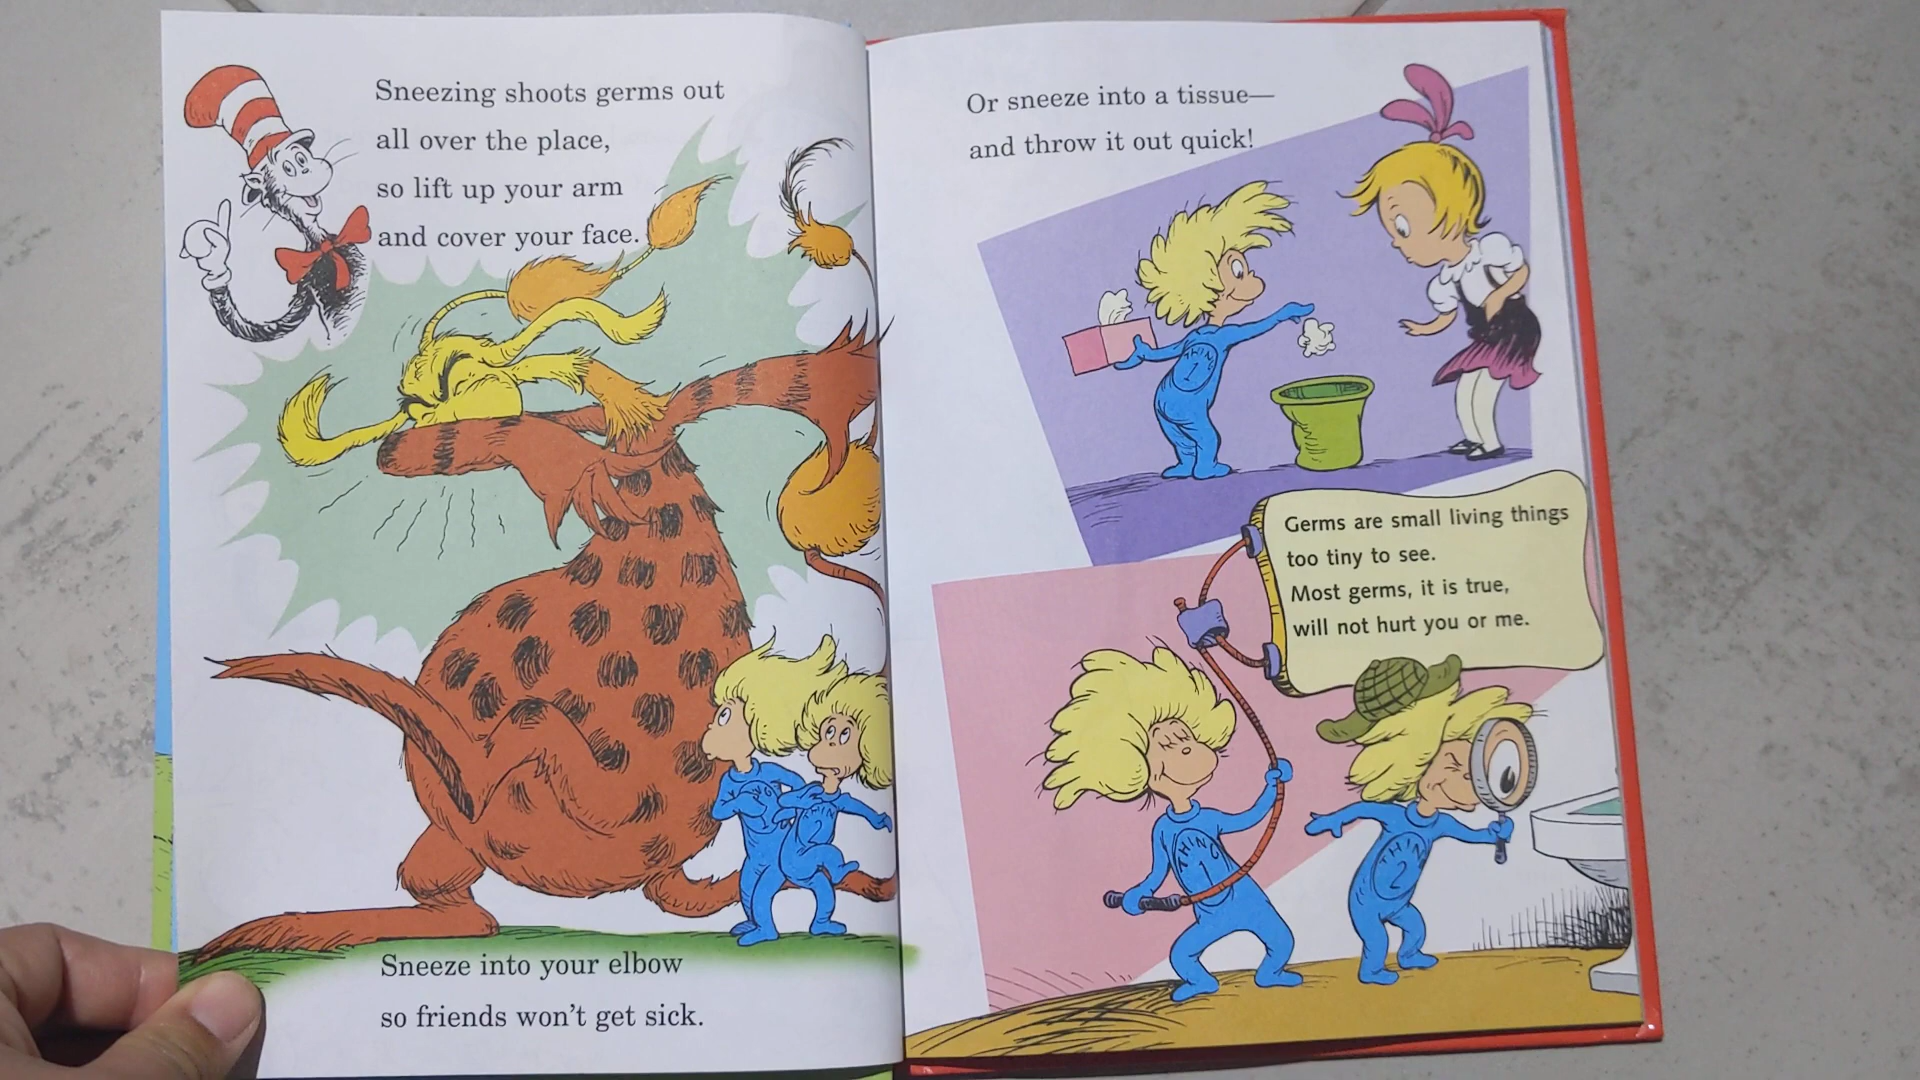 Sneezing shoots germs out
all over the place,
so lift up your arm
and cover your face.
THING
1
THING
2
Sneeze into your elbow
so friends won't get sick.
Or sneeze into a tissue—
and throw it out quick!
THING
1
Germs are small living things
too tiny to see.
Most germs, it is true,
will not hurt you or me.
THING
1
THING
2